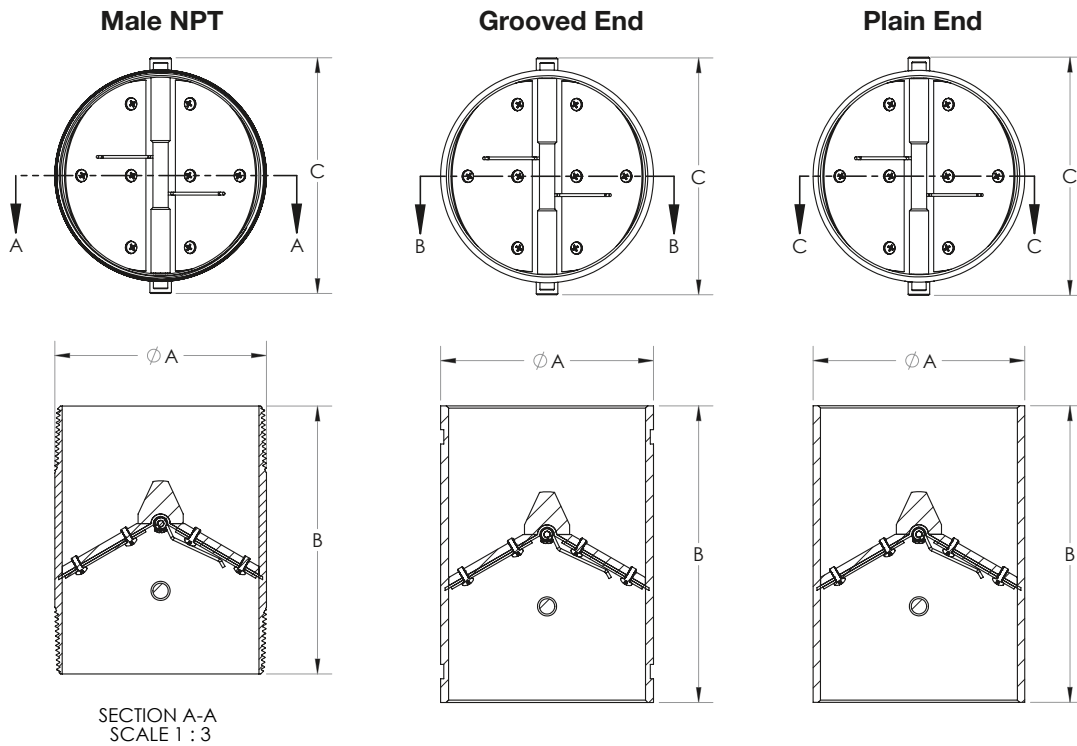 Male NPT
Grooved End
Plain End
C
C
C
A
A
B
B
C
C
∅ A
∅ A
∅ A
B
B
B
SECTION A-A
SCALE 1 : 3